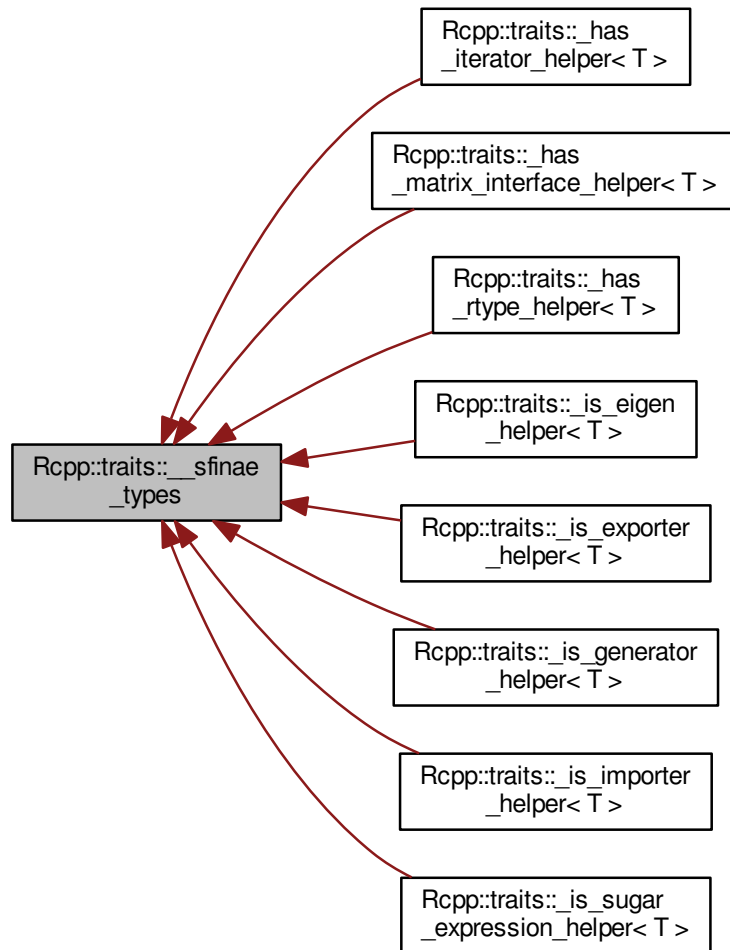 Rcpp::traits::_has
_iterator_helper< T >
Rcpp::traits::_has
_matrix_interface_helper< T >
Rcpp::traits::_has
_rtype_helper< T >
Rcpp::traits::_is_eigen
_helper< T >
Rcpp::traits::__sfinae
_types
Rcpp::traits::_is_exporter
_helper< T >
Rcpp::traits::_is_generator
_helper< T >
Rcpp::traits::_is_importer
_helper< T >
Rcpp::traits::_is_sugar
_expression_helper< T >